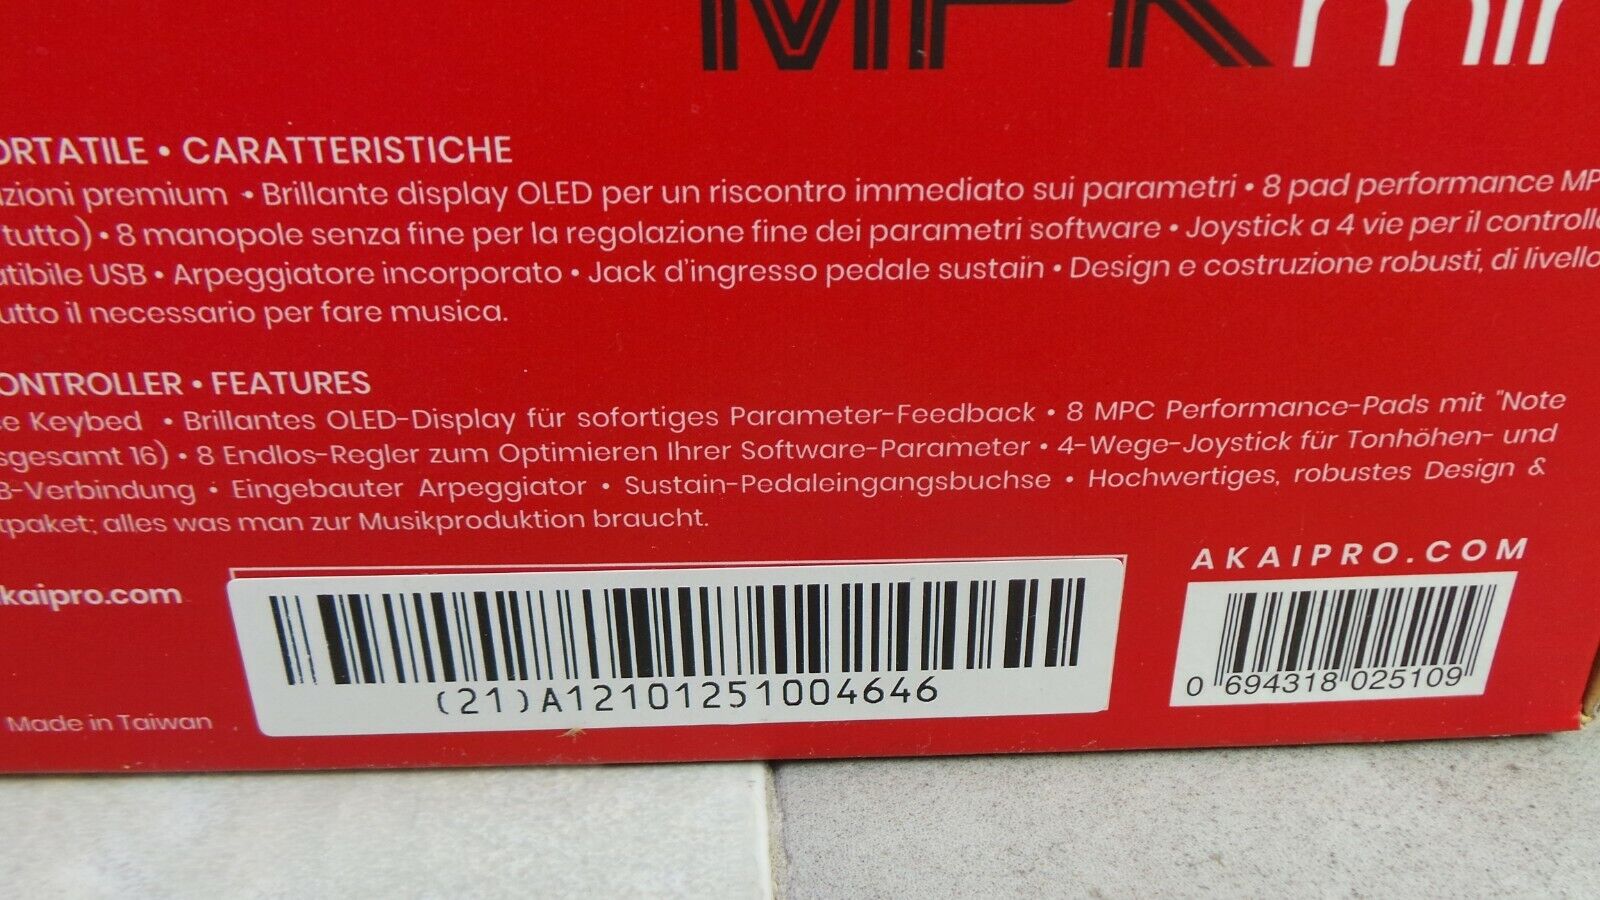 MPK mini
ORTATILE • CARATTERISTICHE
zioni premium • Brillante display OLED per un riscontro immediato sui parametri • 8 pad performance MP
tutto) • 8 manopole senza fine per la regolazione fine dei parametri software • Joystick a 4 vie per il controllo
atibile USB • Arpeggiatore incorporato • Jack d'ingresso pedale sustain • Design e costruzione robusti, di livello
utto il necessario per fare musica.
ONTROLLER • FEATURES
e Keybed • Brillantes OLED-Display für sofortiges Parameter-Feedback • 8 MPC Performance-Pads mit "Note
sgesamt 16) • 8 Endlos-Regler zum Optimieren Ihrer Software-Parameter • 4-Wege-Joystick für Tonhöhen- und
B-Verbindung • Eingebauter Arpeggiator • Sustain-Pedaleingangsbuchse • Hochwertiges, robustes Design &
tpaket; alles was man zur Musikproduktion braucht.
AKAIPRO.COM
kaipro.com
(21)A12101251004646
0 694318 025109
Made in Taiwan